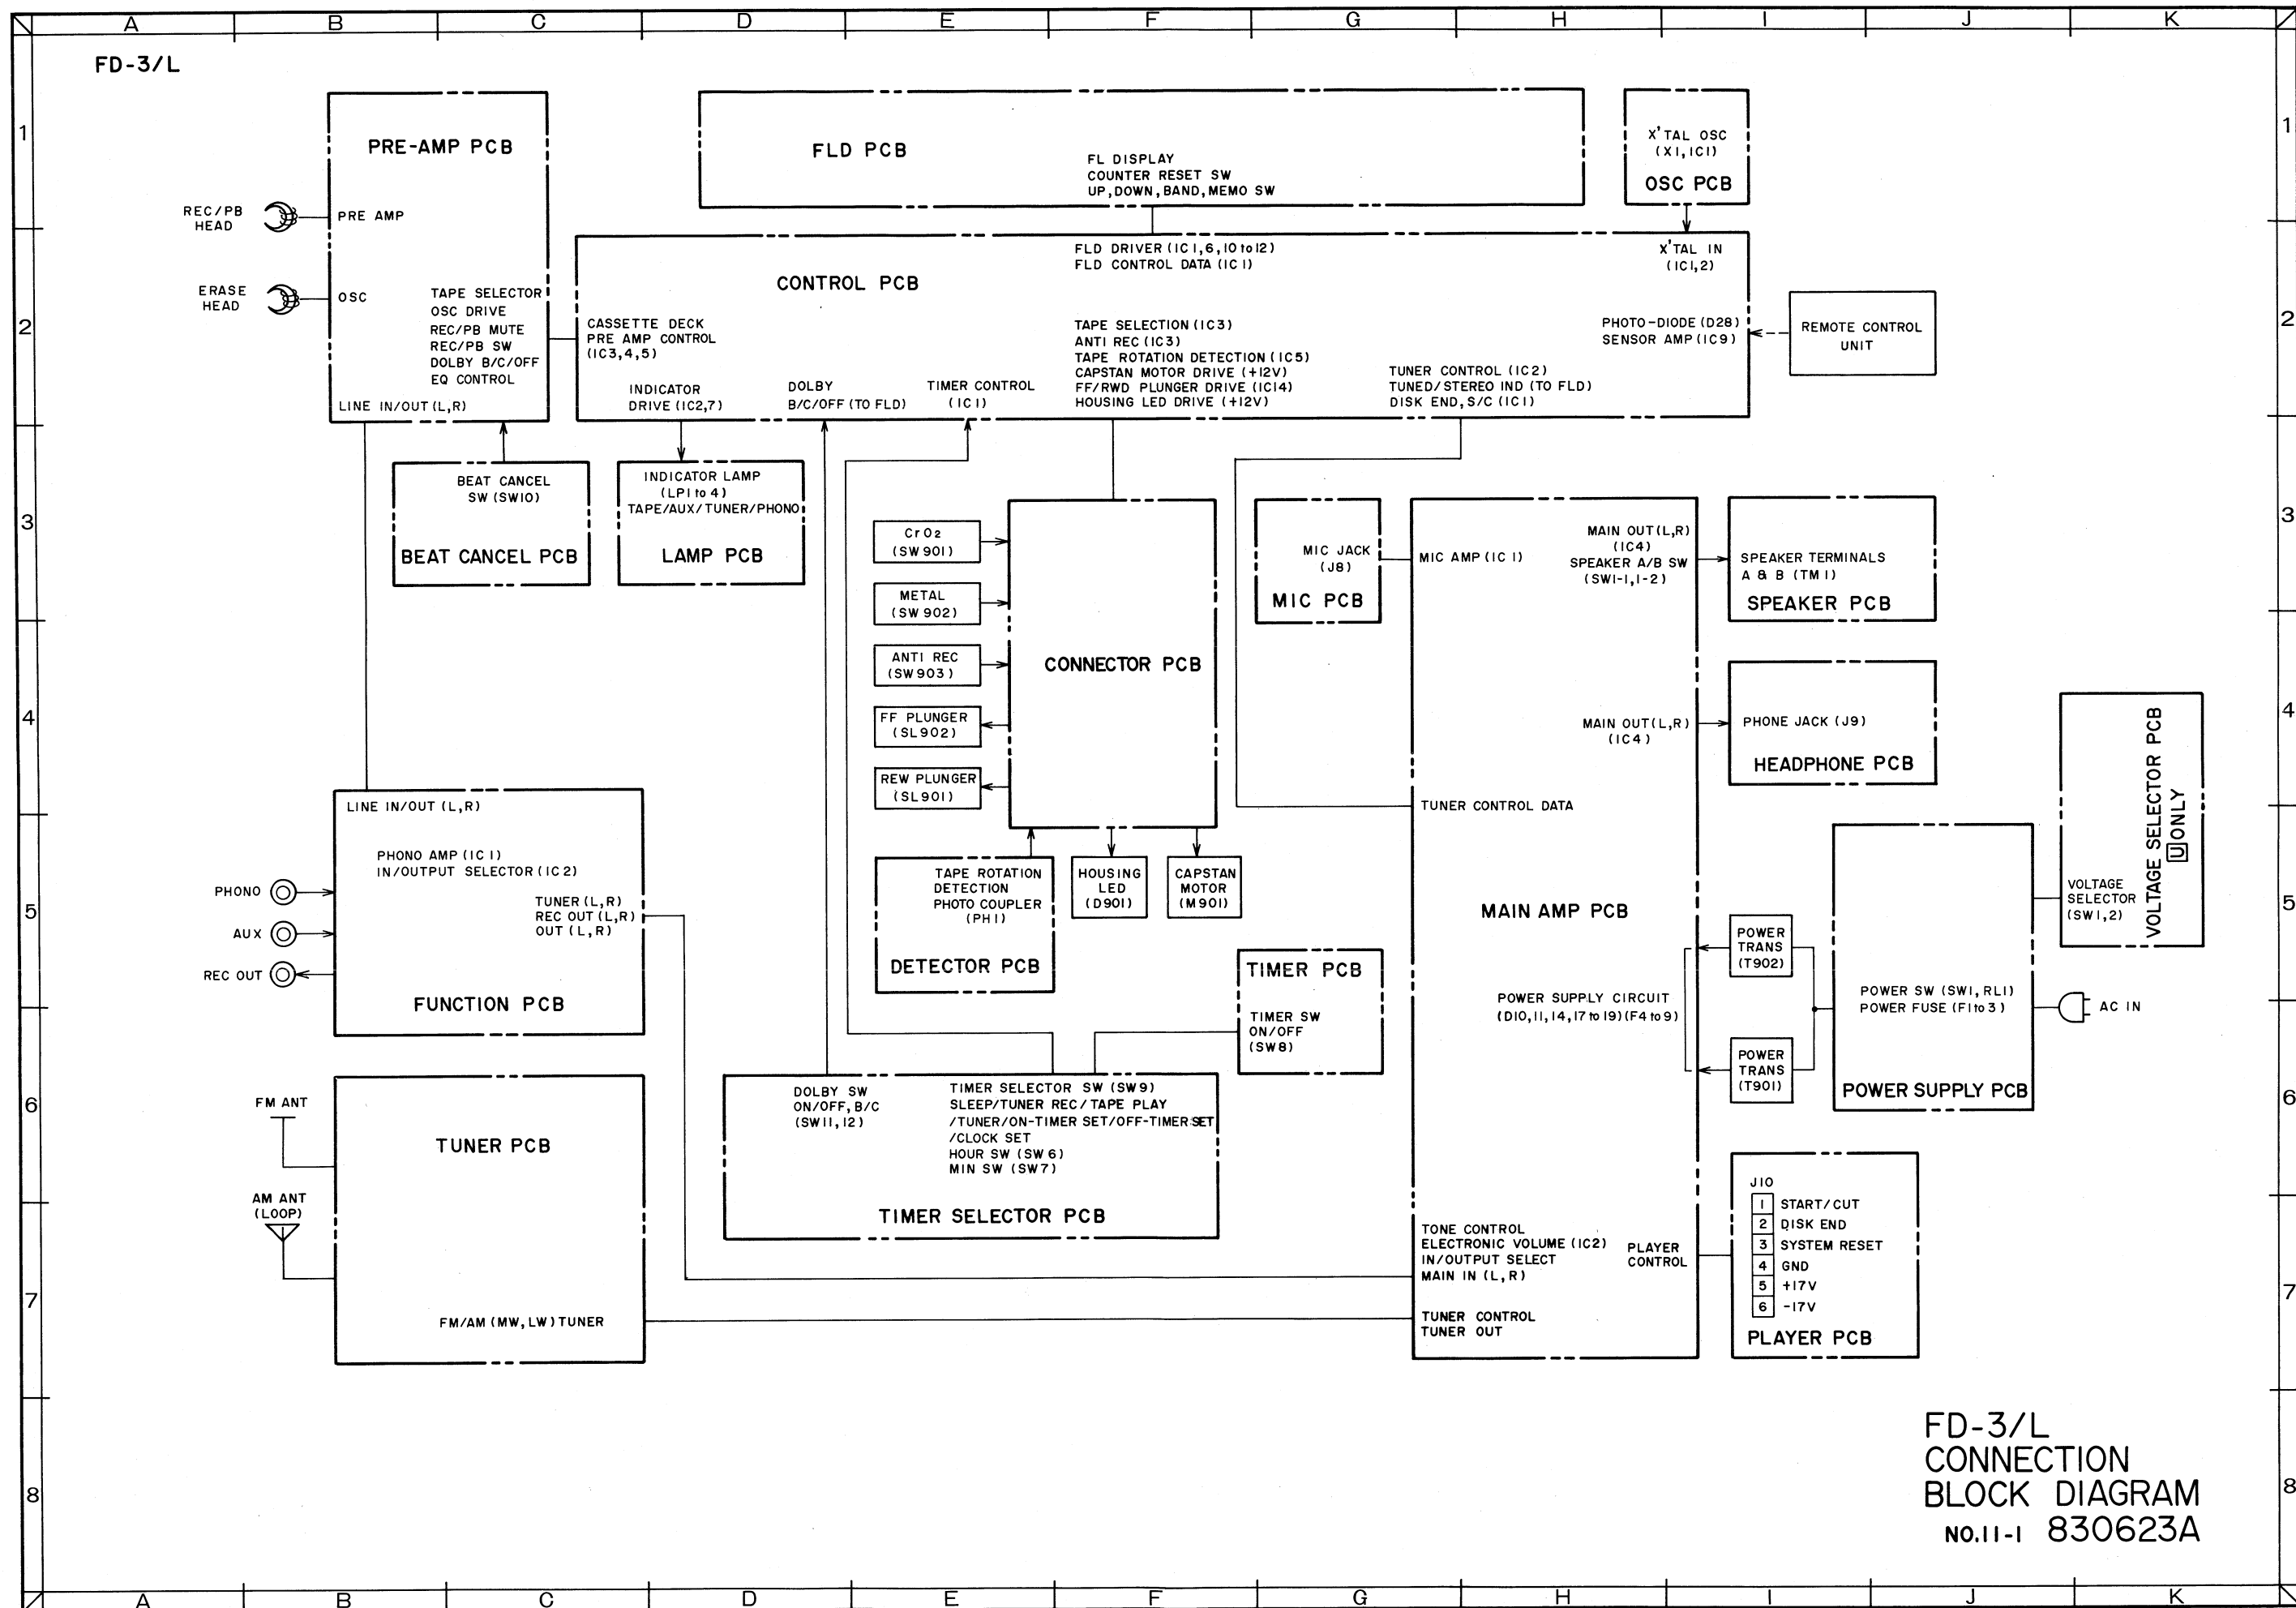 A B C D E F G H I J K
FD-3/L
1
1
PRE-AMP PCB
REC/PB
HEAD
PRE AMP
ERASE
HEAD
OSC
TAPE SELECTOR
OSC DRIVE
REC/PB MUTE
REC/PB SW
DOLBY B/C/OFF
EQ CONTROL
LINE IN/OUT (L,R)
FLD PCB
FL DISPLAY
COUNTER RESET SW
UP, DOWN, BAND, MEMO SW
X'TAL OSC
(X1, IC1)
OSC PCB
2
2
CONTROL PCB
FLD DRIVER (IC1,6,10 to 12)
FLD CONTROL DATA (IC1)
X'TAL IN
(IC1,2)
CASSETTE DECK
PRE AMP CONTROL
(IC3,4,5)
INDICATOR
DRIVE (IC2,7)
DOLBY
B/C/OFF (TO FLD)
TIMER CONTROL
(IC1)
TAPE SELECTION (IC3)
ANTI REC (IC3)
TAPE ROTATION DETECTION (IC5)
CAPSTAN MOTOR DRIVE (+12V)
FF/RWD PLUNGER DRIVE (IC14)
HOUSING LED DRIVE (+12V)
TUNER CONTROL (IC2)
TUNED/STEREO IND (TO FLD)
DISK END, S/C (IC1)
PHOTO-DIODE (D28)
SENSOR AMP (IC9)
REMOTE CONTROL
UNIT
3
3
BEAT CANCEL
SW (SW10)
BEAT CANCEL PCB
INDICATOR LAMP
(LP1 to 4)
TAPE/AUX/TUNER/PHONO
LAMP PCB
CrO2
(SW901)
METAL
(SW902)
ANTI REC
(SW903)
FF PLUNGER
(SL902)
REW PLUNGER
(SL901)
CONNECTOR PCB
MIC JACK
(J8)
MIC PCB
MIC AMP (IC1)
MAIN OUT (L,R)
(IC4)
SPEAKER A/B SW
(SW1-1,1-2)
SPEAKER TERMINALS
A & B (TM1)
SPEAKER PCB
4
4
MAIN OUT (L,R)
(IC4)
PHONE JACK (J9)
HEADPHONE PCB
TUNER CONTROL DATA
VOLTAGE SELECTOR PCB
U ONLY
VOLTAGE
SELECTOR
(SW1,2)
5
5
LINE IN/OUT (L,R)
PHONO AMP (IC1)
IN/OUTPUT SELECTOR (IC2)
PHONO
AUX
REC OUT
TUNER (L,R)
REC OUT (L,R)
OUT (L,R)
FUNCTION PCB
TAPE ROTATION
DETECTION
PHOTO COUPLER
(PH1)
DETECTOR PCB
HOUSING
LED
(D901)
CAPSTAN
MOTOR
(M901)
TIMER PCB
TIMER SW
ON/OFF
(SW8)
MAIN AMP PCB
POWER SUPPLY CIRCUIT
(D10,11,14,17 to 19)(F4 to 9)
POWER
TRANS
(T902)
POWER
TRANS
(T901)
POWER SW (SW1, RL1)
POWER FUSE (F1 to 3)
POWER SUPPLY PCB
AC IN
6
6
FM ANT
AM ANT
(LOOP)
TUNER PCB
FM/AM (MW, LW) TUNER
DOLBY SW
ON/OFF, B/C
(SW11,12)
TIMER SELECTOR SW (SW9)
SLEEP/TUNER REC/TAPE PLAY
/TUNER/ON-TIMER SET/OFF-TIMER SET
/CLOCK SET
HOUR SW (SW6)
MIN SW (SW7)
TIMER SELECTOR PCB
7
7
TONE CONTROL
ELECTRONIC VOLUME (IC2)
IN/OUTPUT SELECT
MAIN IN (L,R)
TUNER CONTROL
TUNER OUT
PLAYER
CONTROL
J10
1 START/CUT
2 DISK END
3 SYSTEM RESET
4 GND
5 +17V
6 -17V
PLAYER PCB
8
8
FD-3/L
CONNECTION
BLOCK DIAGRAM
NO.11-1 830623A
A B C D E F G H I J K